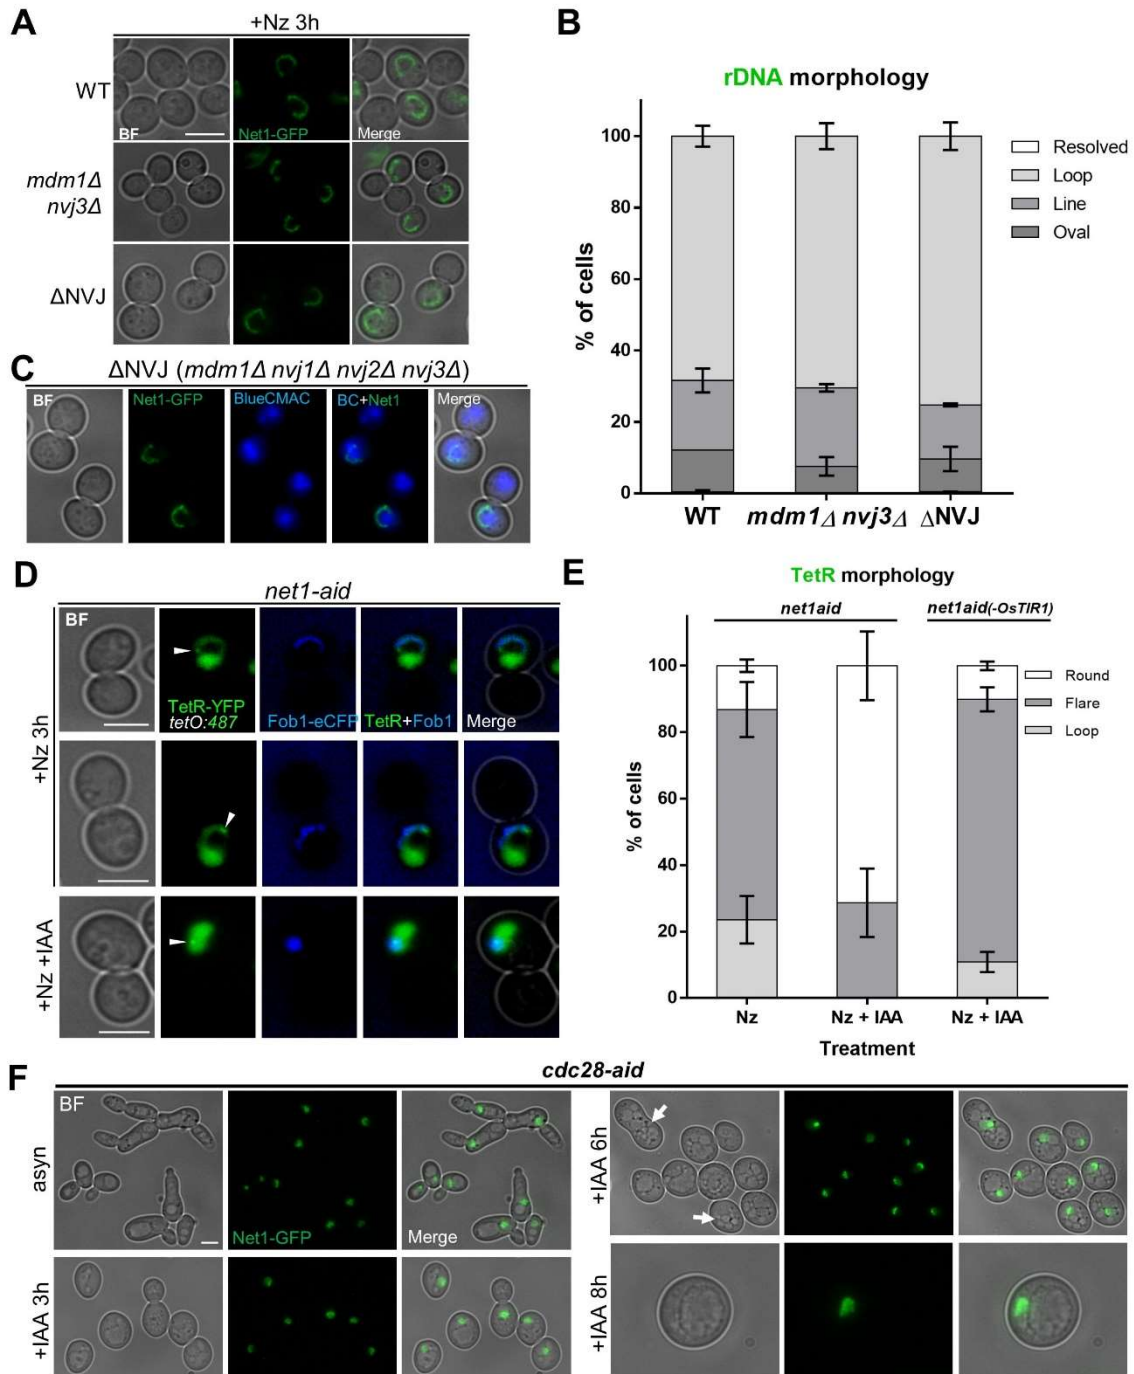 A
+Nz 3h
WT
BF
Net1-GFP
Merge
mdm1Δ
nvj3Δ
ΔNVJ
B
rDNA morphology
% of cells
100
80
60
40
20
0
WT
mdm1Δ nvj3Δ
ΔNVJ
Resolved
Loop
Line
Oval
C
ΔNVJ (mdm1Δ nvj1Δ nvj2Δ nvj3Δ)
BF
Net1-GFP
BlueCMAC
BC+Net1
Merge
D
net1-aid
+Nz 3h
BF
TetR-YFP
tetO:487
Fob1-eCFP
TetR+Fob1
Merge
+Nz +IAA
E
TetR morphology
net1aid
net1aid(-OsTIR1)
% of cells
100
80
60
40
20
0
Nz
Nz + IAA
Nz + IAA
Treatment
Round
Flare
Loop
F
cdc28-aid
asyn
BF
Net1-GFP
Merge
+IAA 3h
+IAA 6h
+IAA 8h